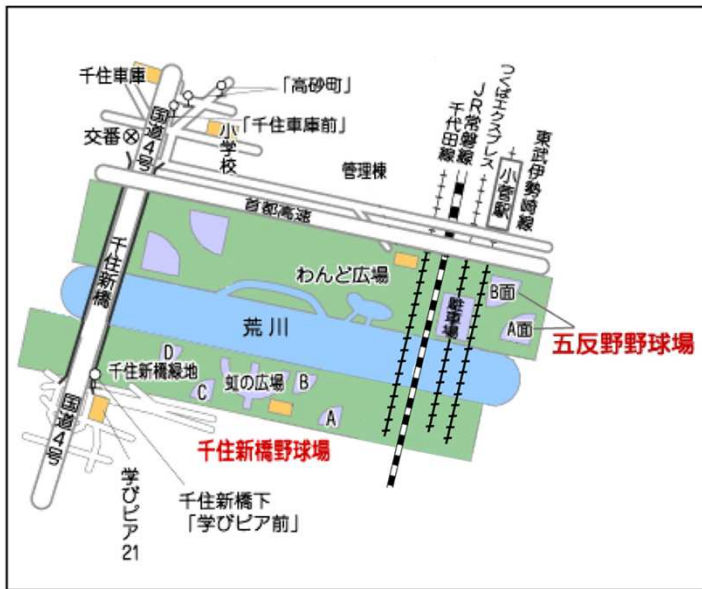 千住車庫
「高砂町」
国道4号
「千住車庫前」
交番
小学校
管理棟
千代田線
JR常磐線
つくばエクスプレス
小菅駅
東武伊勢崎線
首都高速
千住新橋
わんど広場
駐車場
B面
A面
五反野野球場
荒川
D
千住新橋緑地
C
虹の広場
B
A
千住新橋野球場
国道4号
学びピア21
千住新橋下
「学びピア前」